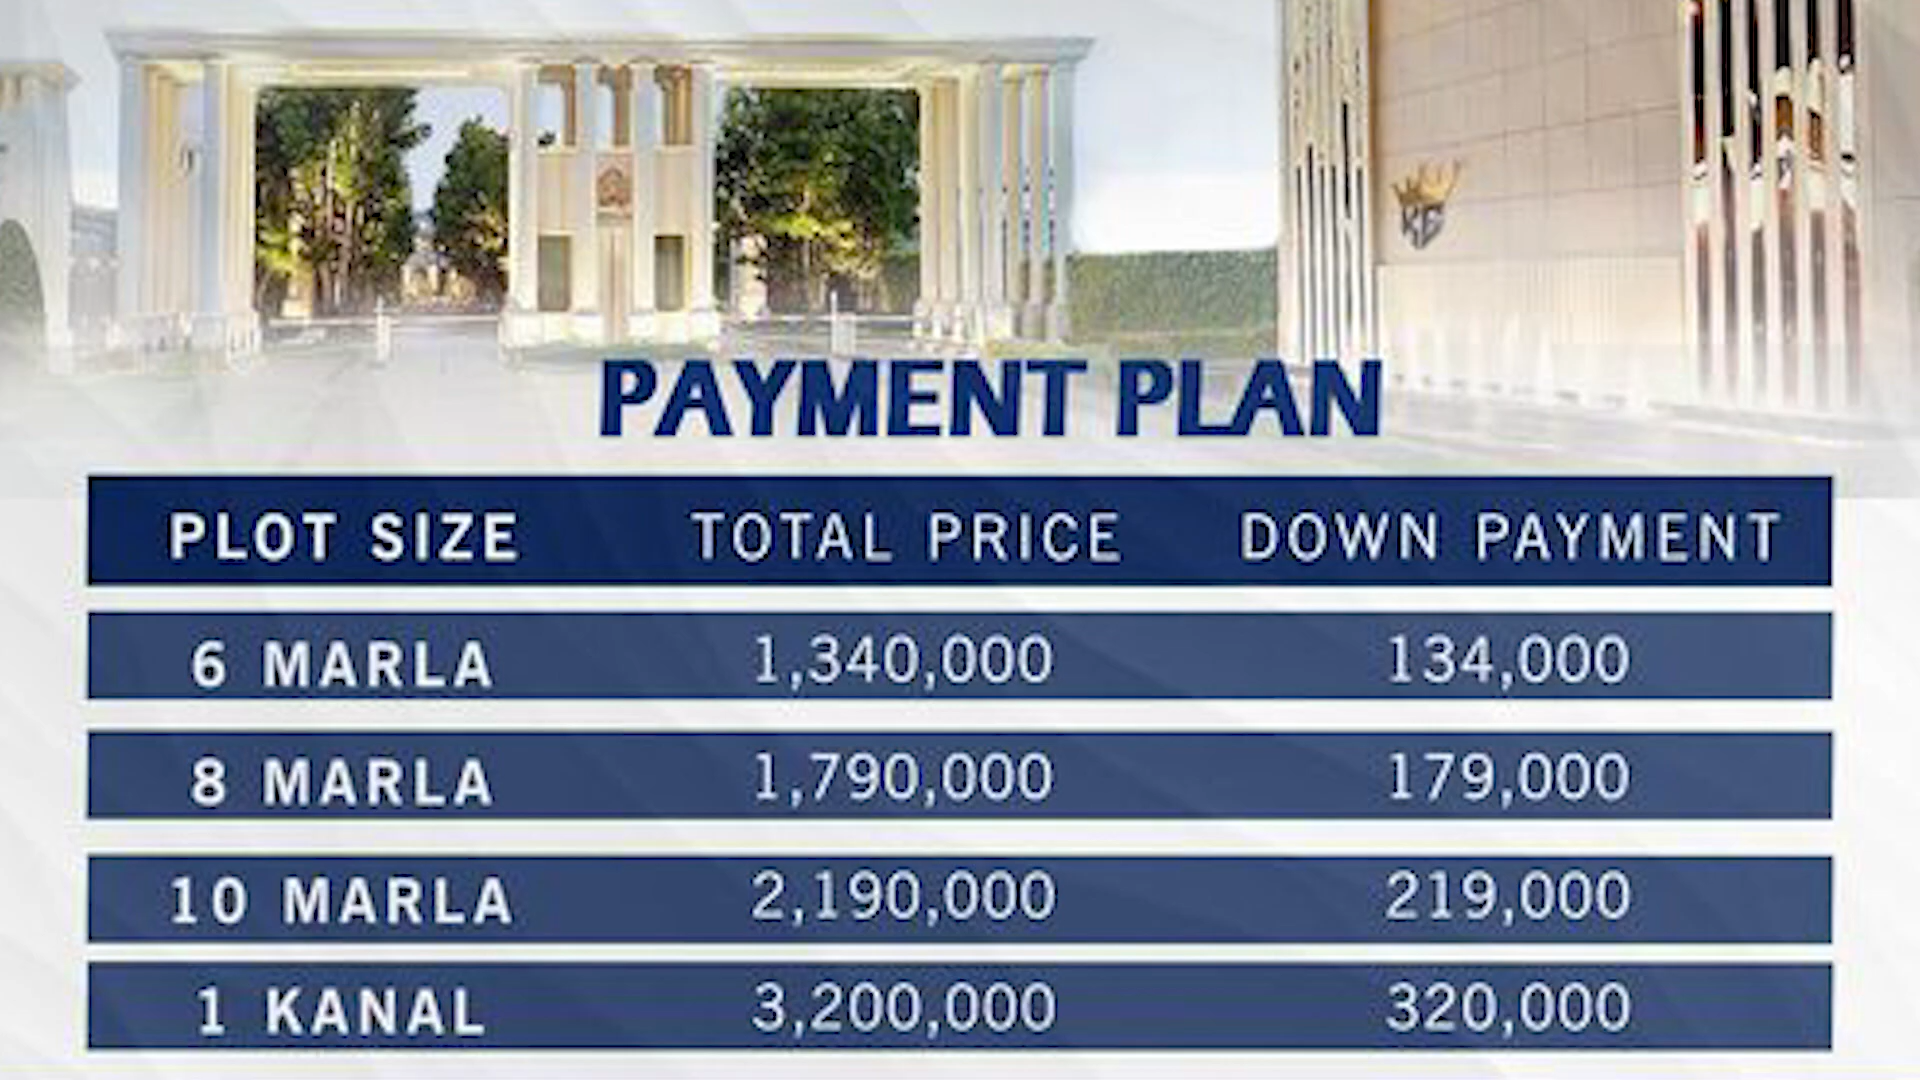 PAYMENT PLAN
PLOT SIZE TOTAL PRICE DOWN PAYMENT
6 MARLA 1,340,000 134,000
8 MARLA 1,790,000 179,000
10 MARLA 2,190,000 219,000
1 KANAL 3,200,000 320,000